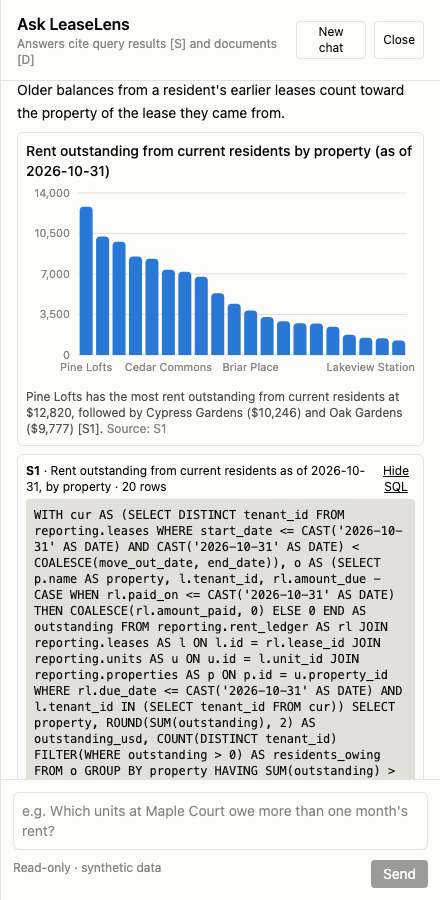 Ask LeaseLens
Answers cite query results [S] and documents
[D]
New
chat
Close
Older balances from a resident's earlier leases count toward
the property of the lease they came from.
Rent outstanding from current residents by property (as of
2026-10-31)
14,000
10,500
7,000
3,500
0
Pine Lofts
Cedar Commons
Briar Place
Lakeview Station
Pine Lofts has the most rent outstanding from current residents at
$12,820, followed by Cypress Gardens ($10,246) and Oak Gardens
($9,777) [S1]. Source: S1
S1 · Rent outstanding from current residents as of 2026-10-
31, by property · 20 rows
Hide
SQL
WITH cur AS (SELECT DISTINCT tenant_id FROM
reporting.leases WHERE start_date <= CAST('2026-10-
31' AS DATE) AND CAST('2026-10-31' AS DATE) <
COALESCE(move_out_date, end_date)), o AS (SELECT
p.name AS property, l.tenant_id, rl.amount_due -
CASE WHEN rl.paid_on <= CAST('2026-10-31' AS DATE)
THEN COALESCE(rl.amount_paid, 0) ELSE 0 END AS
outstanding FROM reporting.rent_ledger AS rl JOIN
reporting.leases AS l ON l.id = rl.lease_id JOIN
reporting.units AS u ON u.id = l.unit_id JOIN
reporting.properties AS p ON p.id = u.property_id
WHERE rl.due_date <= CAST('2026-10-31' AS DATE) AND
l.tenant_id IN (SELECT tenant_id FROM cur)) SELECT
property, ROUND(SUM(outstanding), 2) AS
outstanding_usd, COUNT(DISTINCT tenant_id)
FILTER(WHERE outstanding > 0) AS residents_owing
FROM o GROUP BY property HAVING SUM(outstanding) >
e.g. Which units at Maple Court owe more than one month's
rent?
Read-only · synthetic data
Send